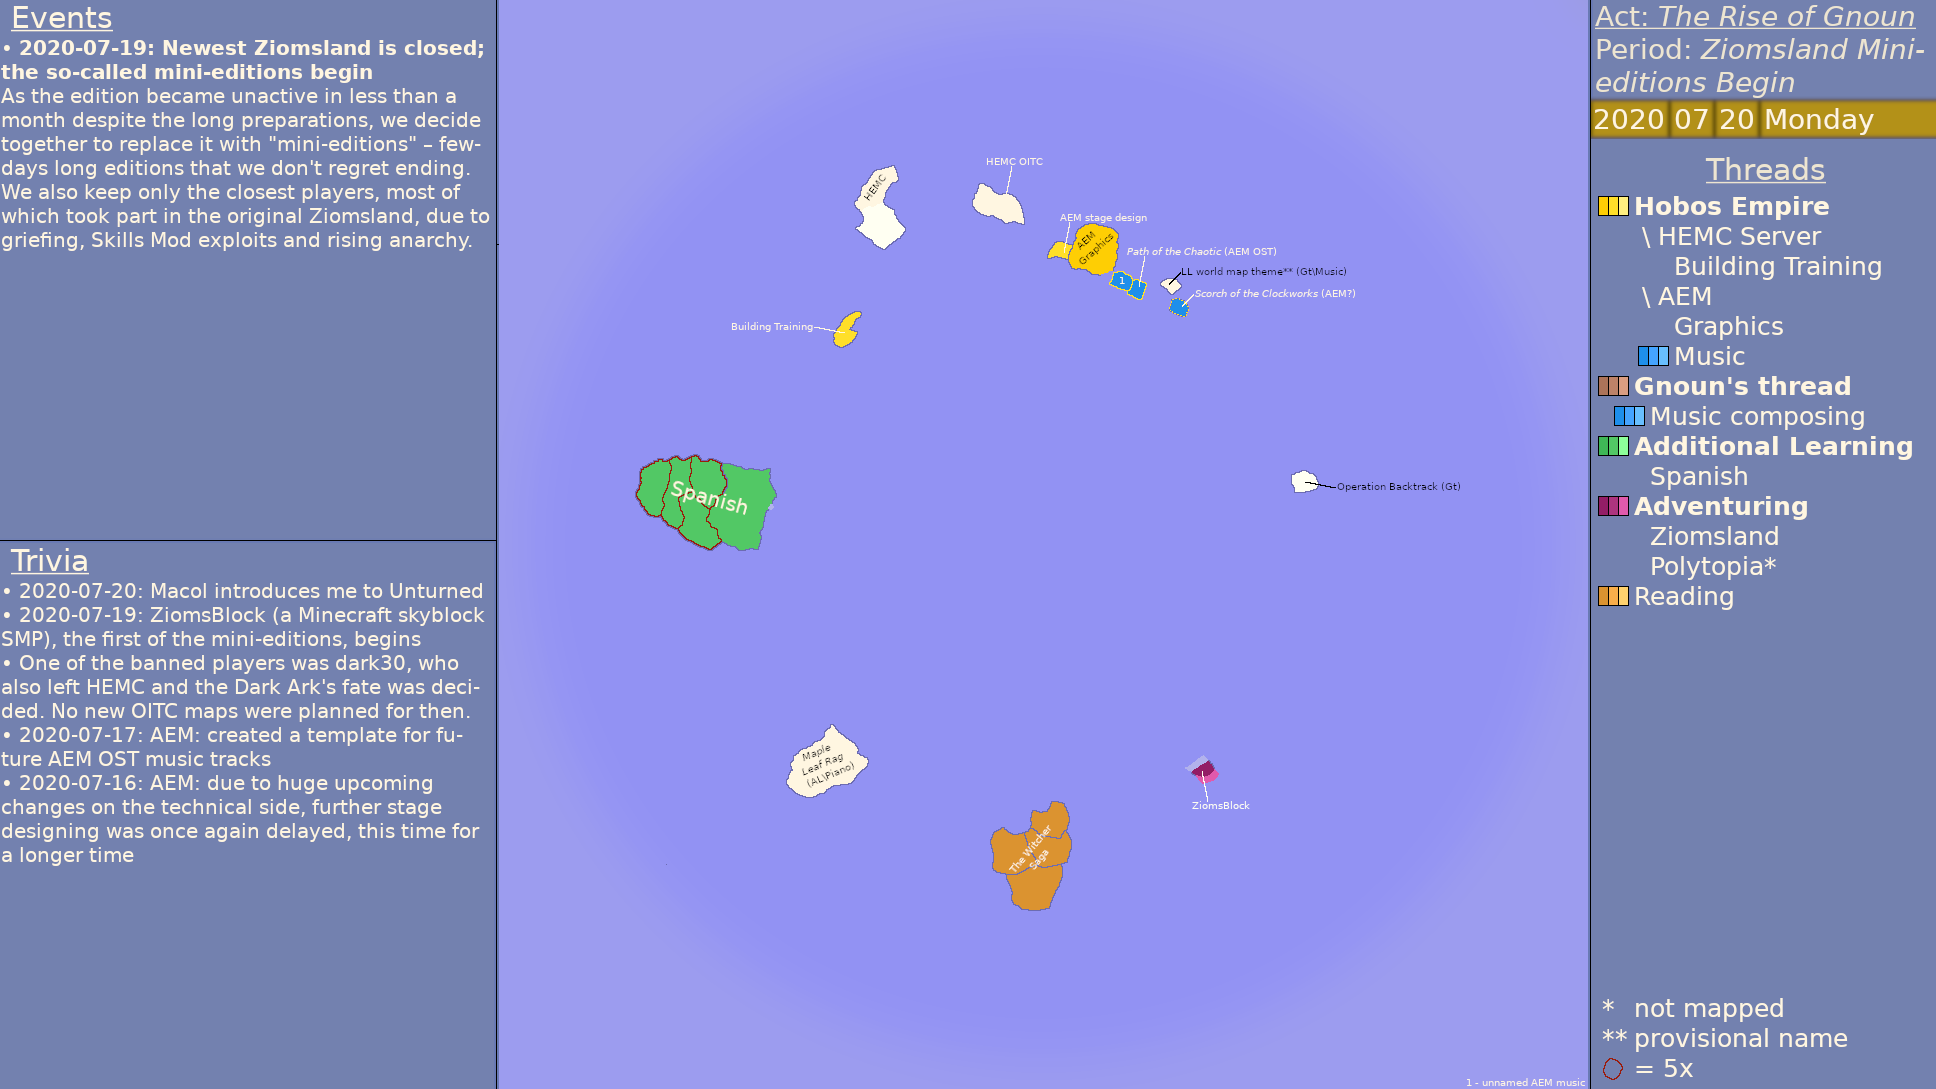 Events
• 2020-07-19: Newest Ziomsland is closed;
the so-called mini-editions begin
As the edition became unactive in less than a
month despite the long preparations, we decide
together to replace it with "mini-editions" – few-
days long editions that we don't regret ending.
We also keep only the closest players, most of
which took part in the original Ziomsland, due to
griefing, Skills Mod exploits and rising anarchy.
Trivia
• 2020-07-20: Macol introduces me to Unturned
• 2020-07-19: ZiomsBlock (a Minecraft skyblock
SMP), the first of the mini-editions, begins
• One of the banned players was dark30, who
also left HEMC and the Dark Ark's fate was deci-
ded. No new OITC maps were planned for then.
• 2020-07-17: AEM: created a template for fu-
ture AEM OST music tracks
• 2020-07-16: AEM: due to huge upcoming
changes on the technical side, further stage
designing was once again delayed, this time for
a longer time
HEMC
HEMC OITC
AEM stage design
AEM
Graphics
Path of the Chaotic (AEM OST)
1
LL world map theme** (Gt\Music)
Scorch of the Clockworks (AEM?)
Building Training
Spanish
Operation Backtrack (Gt)
Maple
Leaf Rag
(AL\Piano)
The Witcher
Saga
ZiomsBlock
1 - unnamed AEM music
Act: The Rise of Gnoun
Period: Ziomsland Mini-
editions Begin
2020 07 20 Monday
Threads
Hobos Empire
\ HEMC Server
Building Training
\ AEM
Graphics
Music
Gnoun's thread
Music composing
Additional Learning
Spanish
Adventuring
Ziomsland
Polytopia*
Reading
* not mapped
** provisional name
= 5x